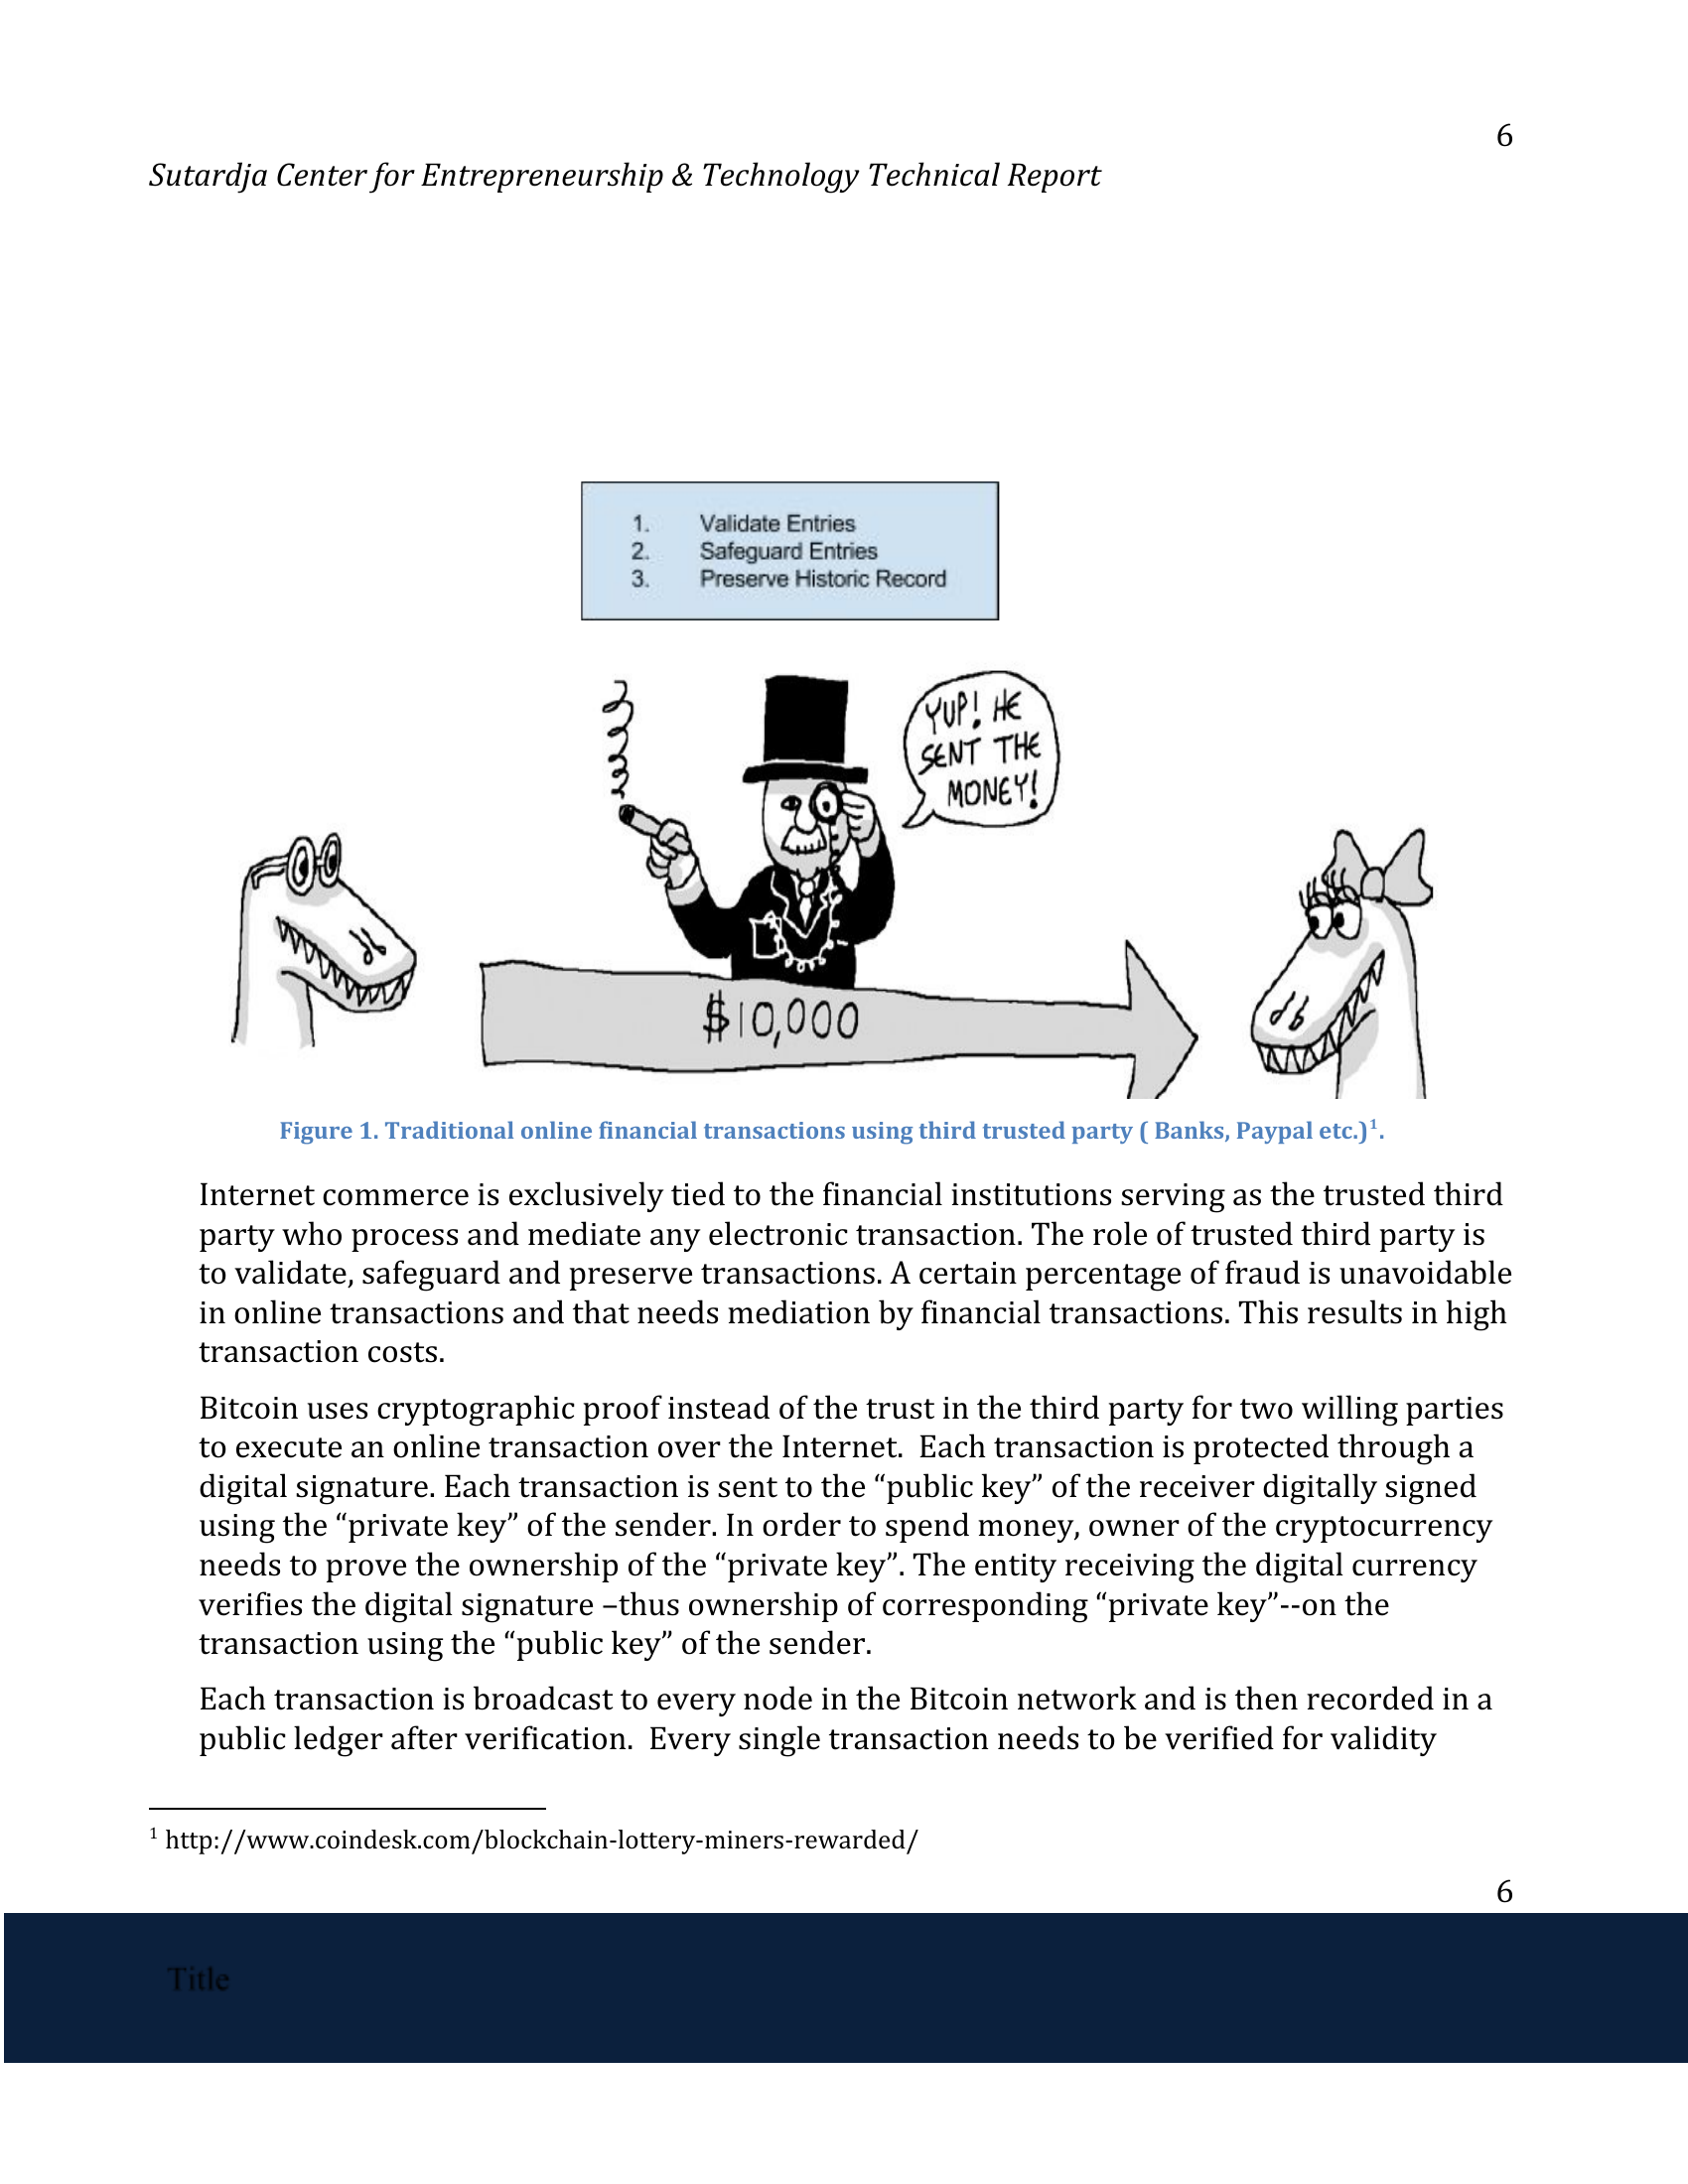 6
Sutardja Center for Entrepreneurship & Technology Technical Report
1. Validate Entries
2. Safeguard Entries
3. Preserve Historic Record
YUP! HE
SENT THE
MONEY!
$10,000
Figure 1. Traditional online financial transactions using third trusted party ( Banks, Paypal etc.)1.
Internet commerce is exclusively tied to the financial institutions serving as the trusted third
party who process and mediate any electronic transaction. The role of trusted third party is
to validate, safeguard and preserve transactions. A certain percentage of fraud is unavoidable
in online transactions and that needs mediation by financial transactions. This results in high
transaction costs.
Bitcoin uses cryptographic proof instead of the trust in the third party for two willing parties
to execute an online transaction over the Internet.  Each transaction is protected through a
digital signature. Each transaction is sent to the “public key” of the receiver digitally signed
using the “private key” of the sender. In order to spend money, owner of the cryptocurrency
needs to prove the ownership of the “private key”. The entity receiving the digital currency
verifies the digital signature –thus ownership of corresponding “private key”--on the
transaction using the “public key” of the sender.
Each transaction is broadcast to every node in the Bitcoin network and is then recorded in a
public ledger after verification.  Every single transaction needs to be verified for validity
1 http://www.coindesk.com/blockchain-lottery-miners-rewarded/
6
Title